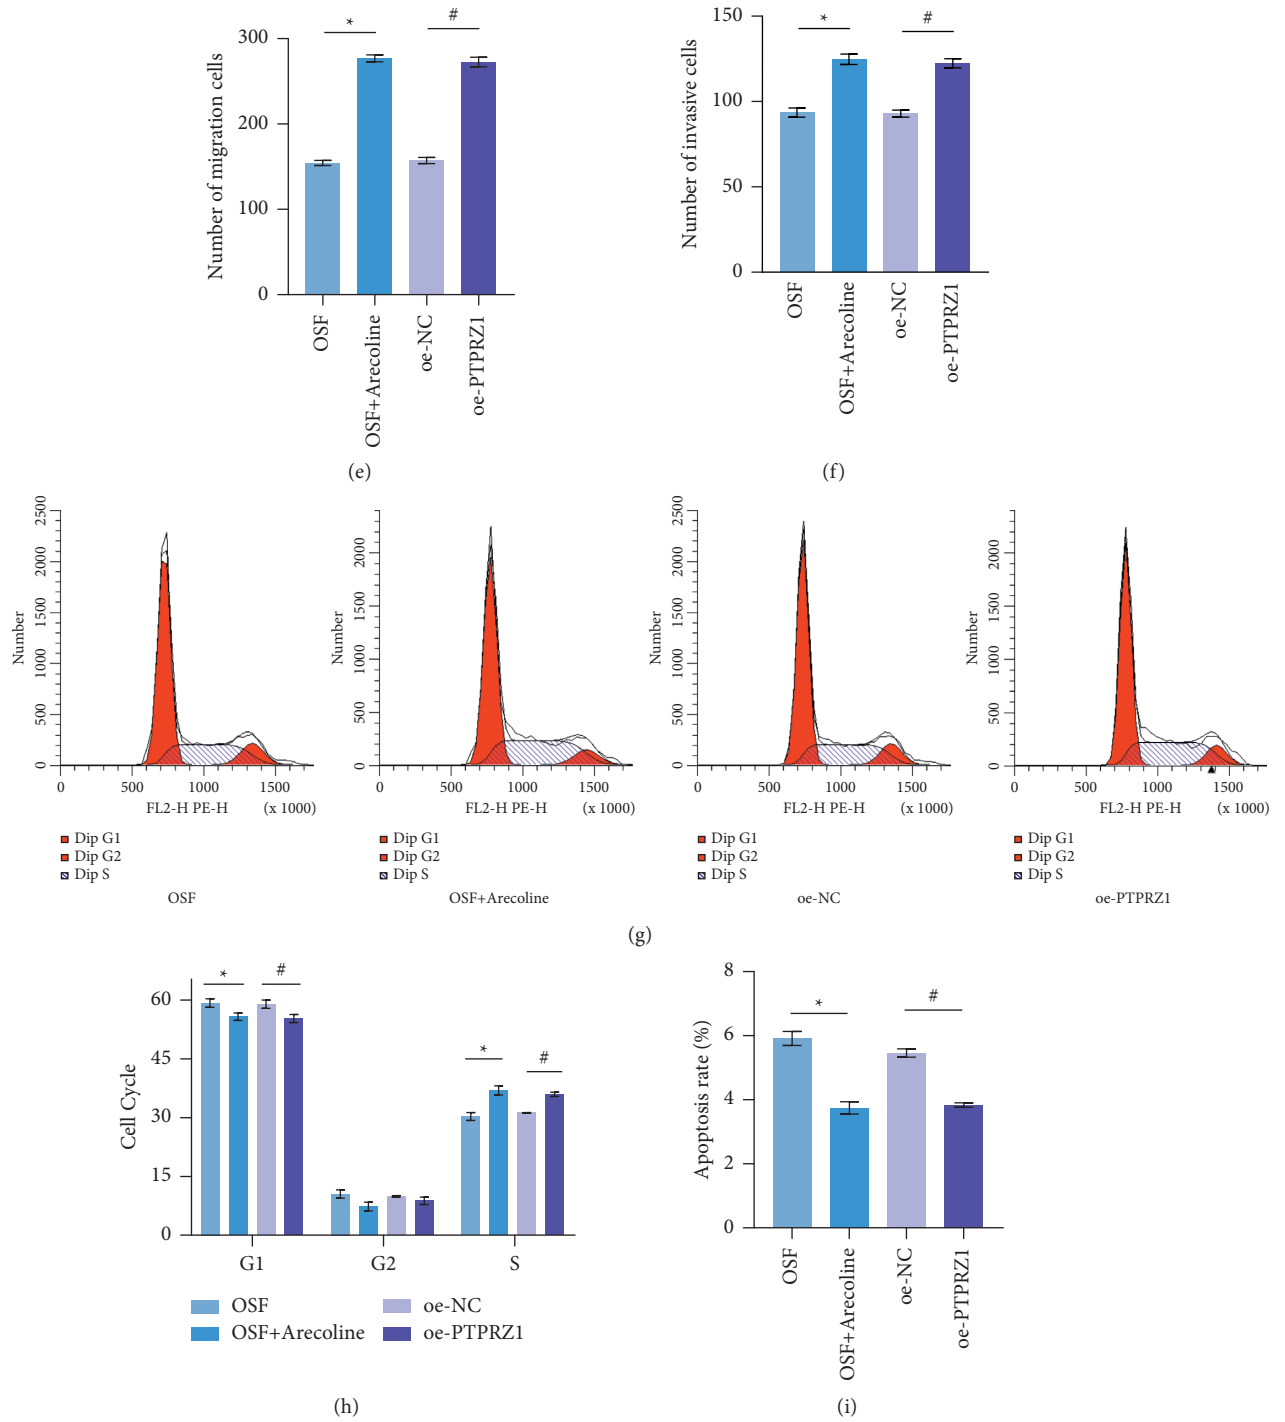 *
#
300
200
100
0
Number of migration cells
OSF
OSF+Arecoline
oe-NC
oe-PTPRZ1
(e)
*
#
150
100
50
0
Number of invasive cells
OSF
OSF+Arecoline
oe-NC
oe-PTPRZ1
(f)
2500
2000
1500
1000
500
0
Number
0 500 1000 1500
FL2-H PE-H (x 1000)
Dip G1
Dip G2
Dip S
OSF
2000
1500
1000
500
0
Number
0 500 1000 1500
FL2-H PE-H (x 1000)
Dip G1
Dip G2
Dip S
OSF+Arecoline
2500
2000
1500
1000
500
0
Number
0 500 1000 1500
FL2-H PE-H (x 1000)
Dip G1
Dip G2
Dip S
oe-NC
2000
1500
1000
500
0
Number
0 500 1000 1500
FL2-H PE-H (x 1000)
Dip G1
Dip G2
Dip S
oe-PTPRZ1
(g)
*
#
*
#
60
45
30
15
0
Cell Cycle
G1 G2 S
OSF
OSF+Arecoline
oe-NC
oe-PTPRZ1
(h)
*
#
8
6
4
2
0
Apoptosis rate (%)
OSF
OSF+Arecoline
oe-NC
oe-PTPRZ1
(i)